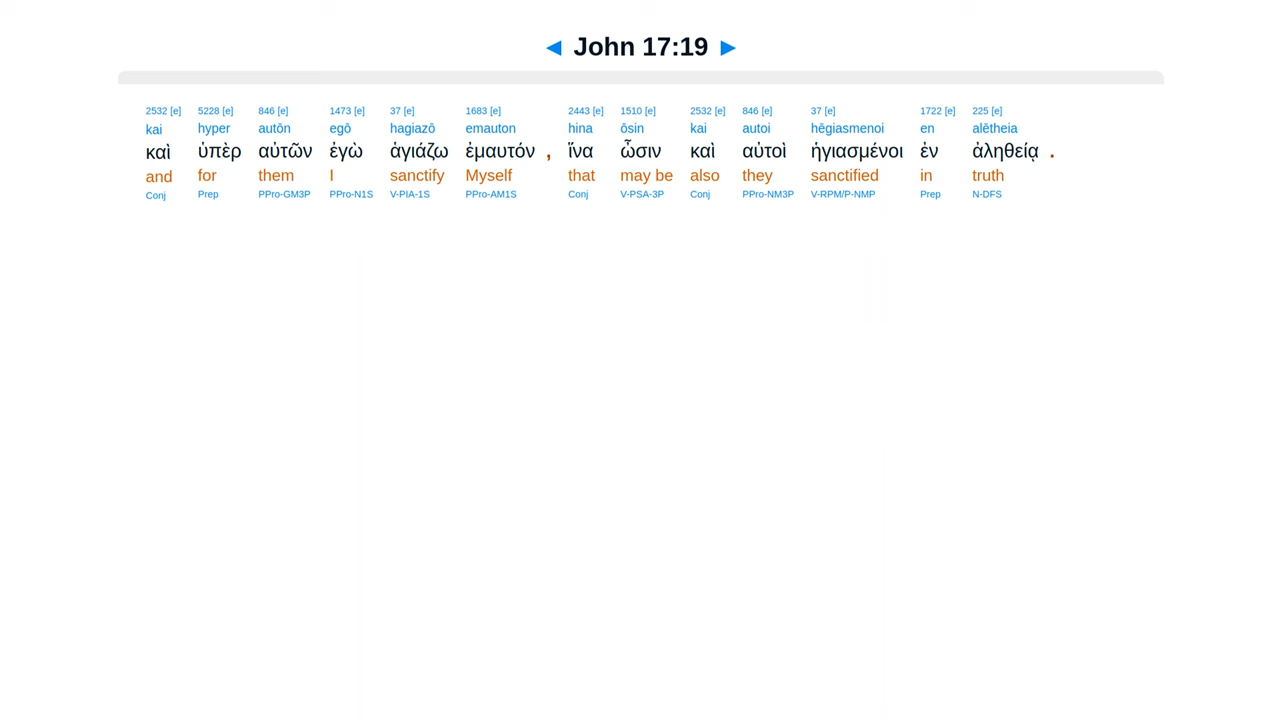 ◄ John 17:19 ►
2532 [e] 5228 [e] 846 [e] 1473 [e] 37 [e] 1683 [e] 2443 [e] 1510 [e] 2532 [e] 846 [e] 37 [e] 1722 [e] 225 [e]
kai hyper autōn egō hagiazō emauton hina ōsin kai autoi hēgiasmenoi en alētheia
καὶ ὑπὲρ αὐτῶν ἐγὼ ἁγιάζω ἐμαυτόν , ἵνα ὦσιν καὶ αὐτοὶ ἡγιασμένοι ἐν ἀληθείᾳ .
and for them I sanctify Myself that may be also they sanctified in truth
Conj Prep PPro-GM3P PPro-N1S V-PIA-1S PPro-AM1S Conj V-PSA-3P Conj PPro-NM3P V-RPM/P-NMP Prep N-DFS